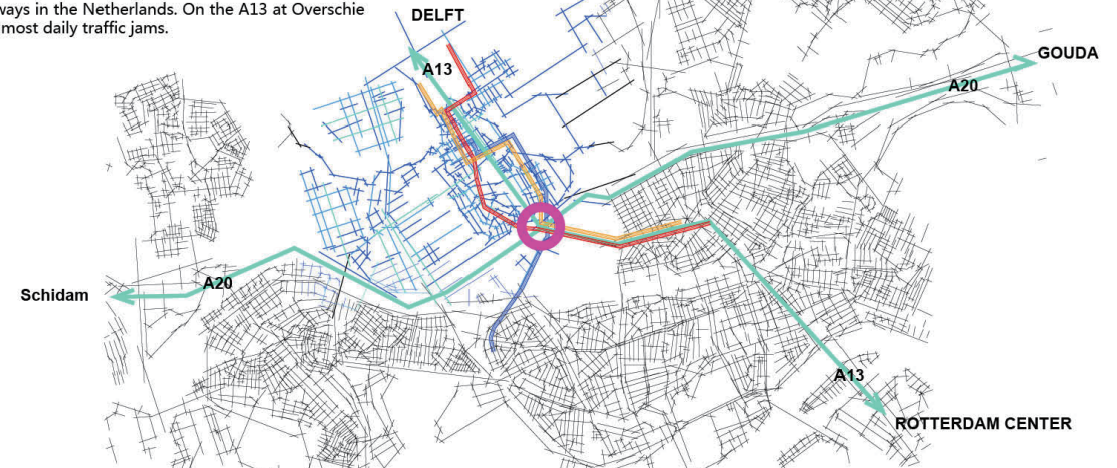 ways in the Netherlands. On the A13 at Overschie
most daily traffic jams.
DELFT
A13
GOUDA
A20
A20
Schidam
A13
ROTTERDAM CENTER